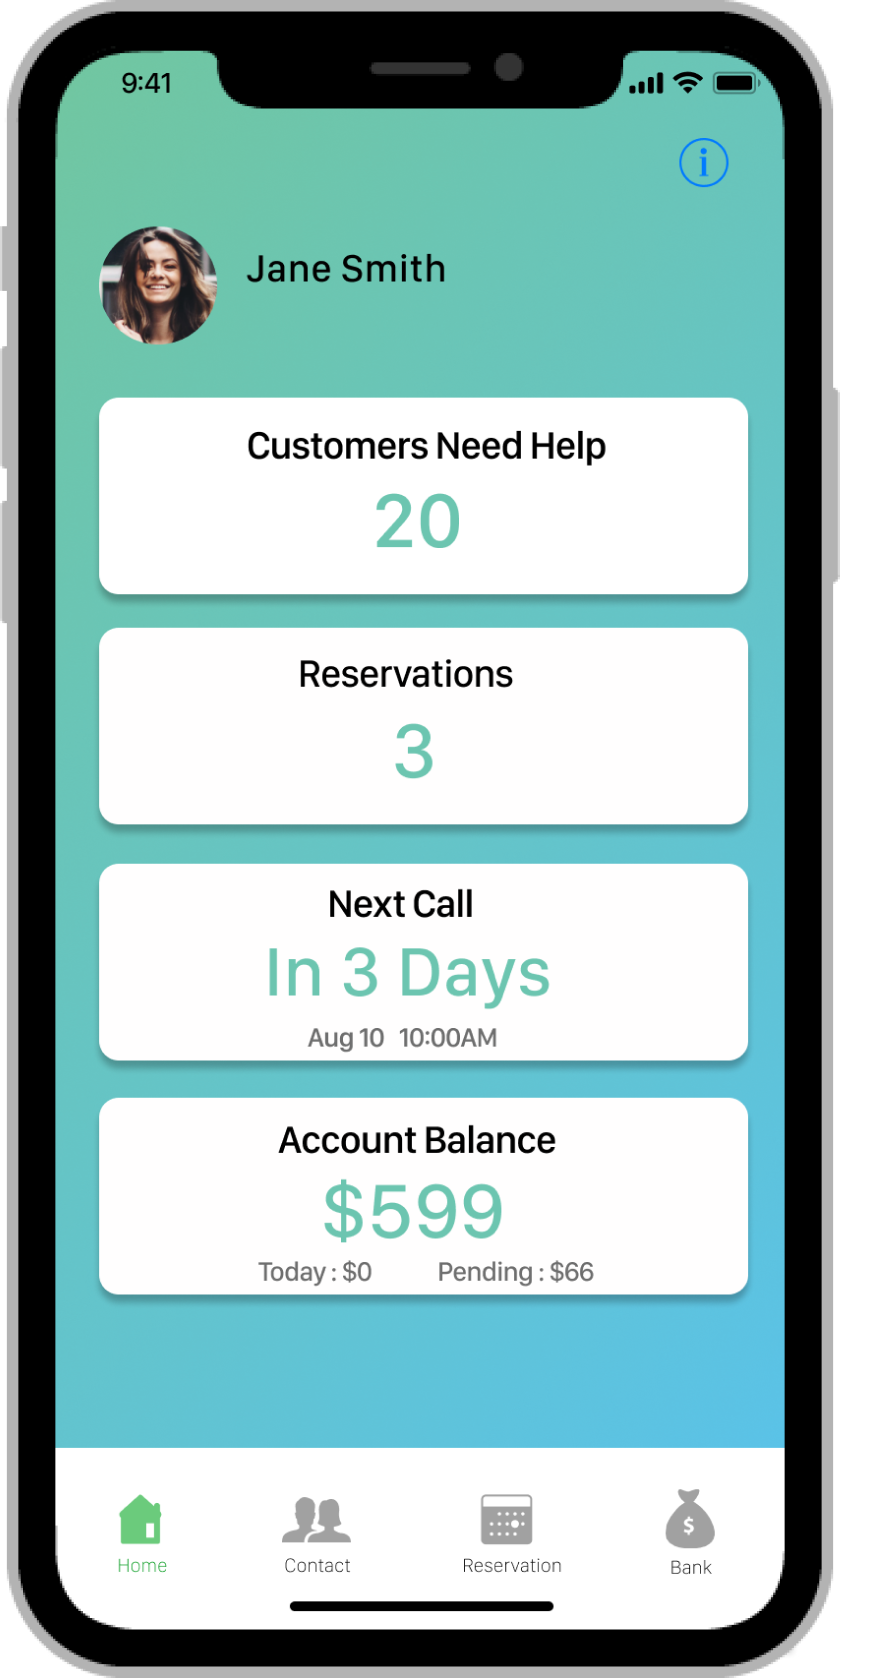 9:41
i
Jane Smith
Customers Need Help
20
Reservations
3
Next Call
In 3 Days
Aug 10 10:00AM
Account Balance
$599
Today : $0 Pending : $66
$
Home Contact Reservation Bank